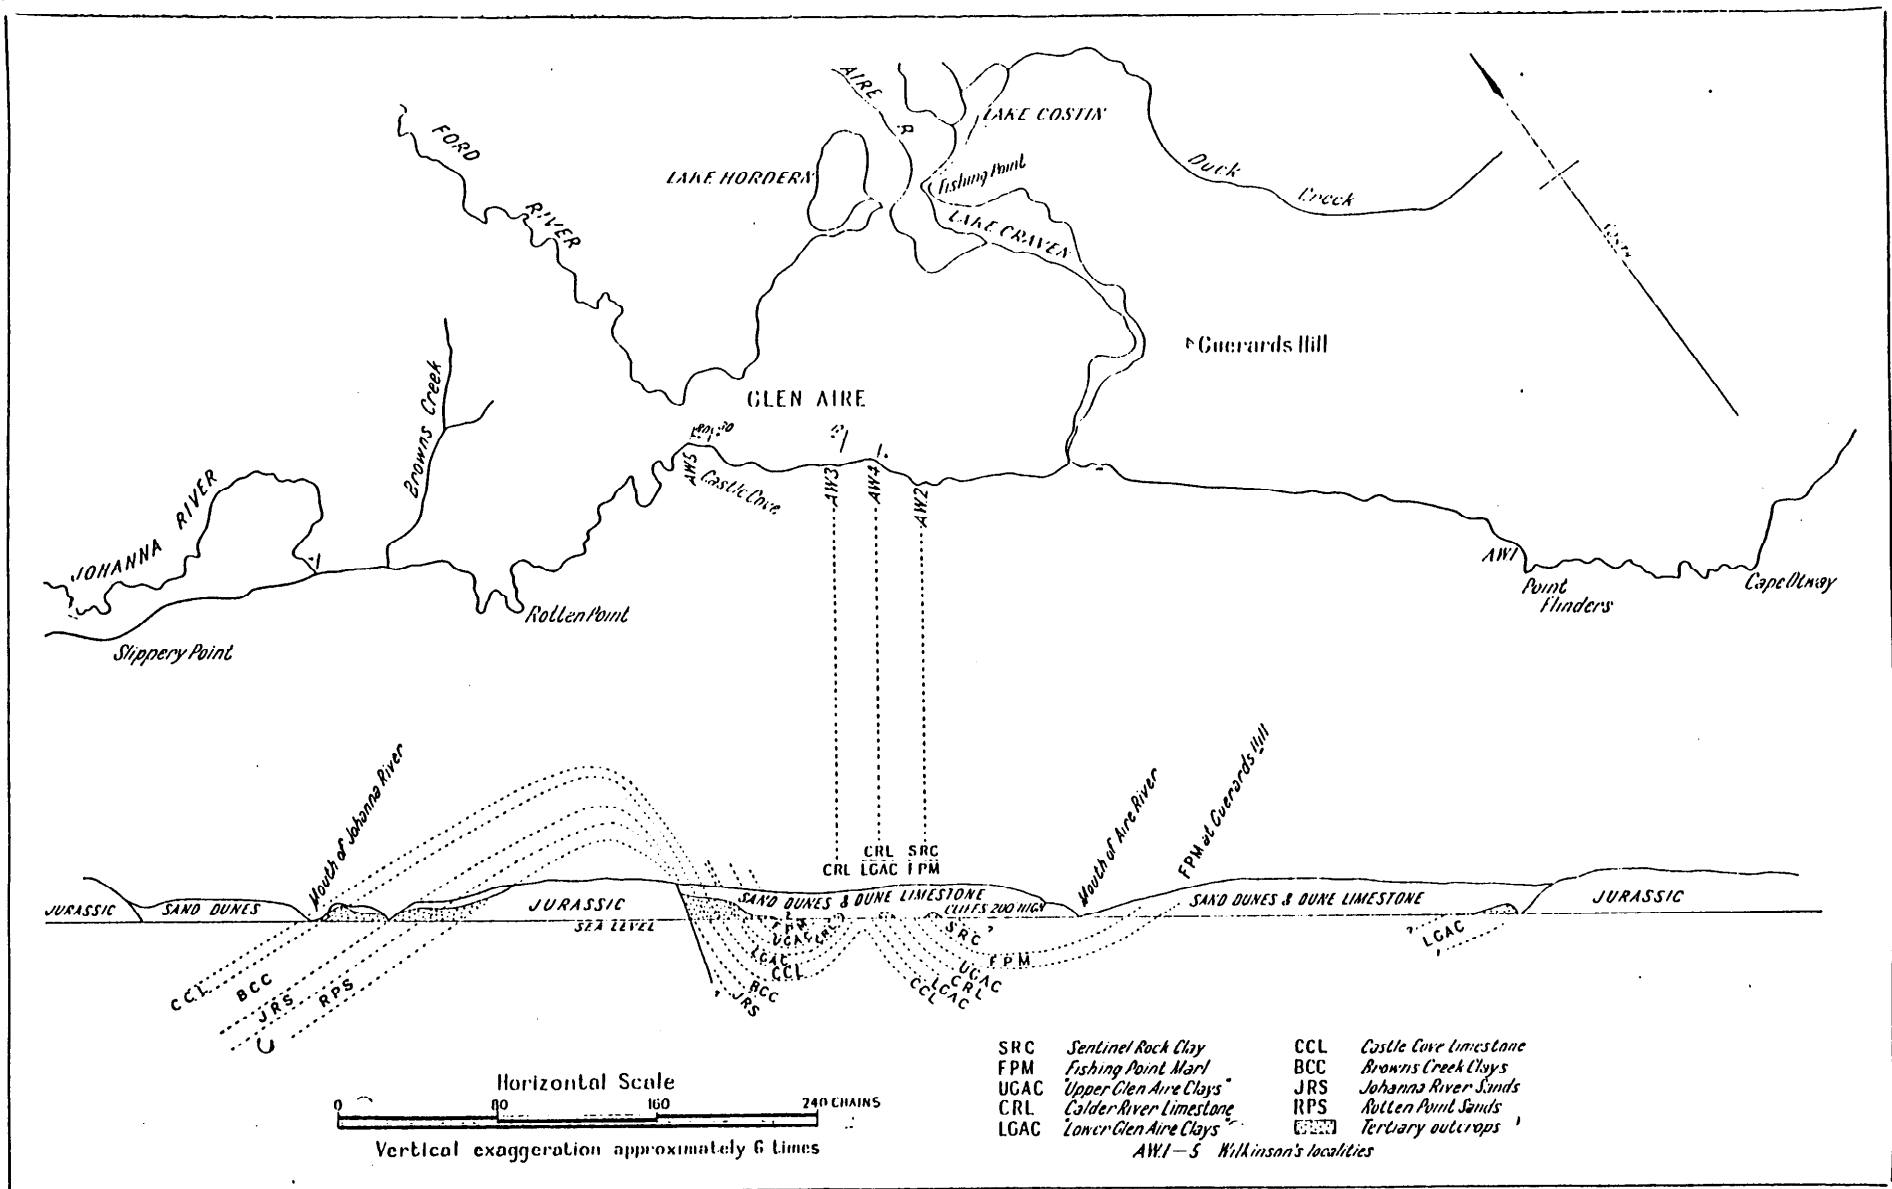 AIRE R
LAKE COSTIN
FORD RIVER
LAKE HORDERN
Fishing Point
Duck Creek
LAKE CRAVEN
Guerards Hill
GLEN AIRE
Browns Creek
JOHANNA RIVER
AW5
Castle Cove
AW3
AW4
AW2
AW1
Point Flinders
Cape Otway
Rotten Point
Slippery Point
Mouth of Johanna River
Mouth of Aire River
FPM at Guerards Hill
CRL SRC
CRL LGAC FPM
JURASSIC
SAND DUNES
JURASSIC
SEA LEVEL
SAND DUNES & DUNE LIMESTONE
CLIFFS 200 HIGH
SAND DUNES & DUNE LIMESTONE
JURASSIC
CCL
BCC
JRS
RPS
FPM
UGAC
CRL
LGAC
CCL
BCC
JRS
SRC ?
FPM
UGAC
CRL
LGAC
CCL
? LGAC
SRC Sentinel Rock Clay
FPM Fishing Point Marl
UGAC "Upper Glen Aire Clays"
CRL Calder River Limestone
LGAC "Lower Glen Aire Clays"
CCL Castle Cove Limestone
BCC Browns Creek Clays
JRS Johanna River Sands
RPS Rotten Point Sands
Tertiary outcrops
AW.1-5 Wilkinson's localities
Horizontal Scale
0 80 160 240 CHAINS
Vertical exaggeration approximately 6 times